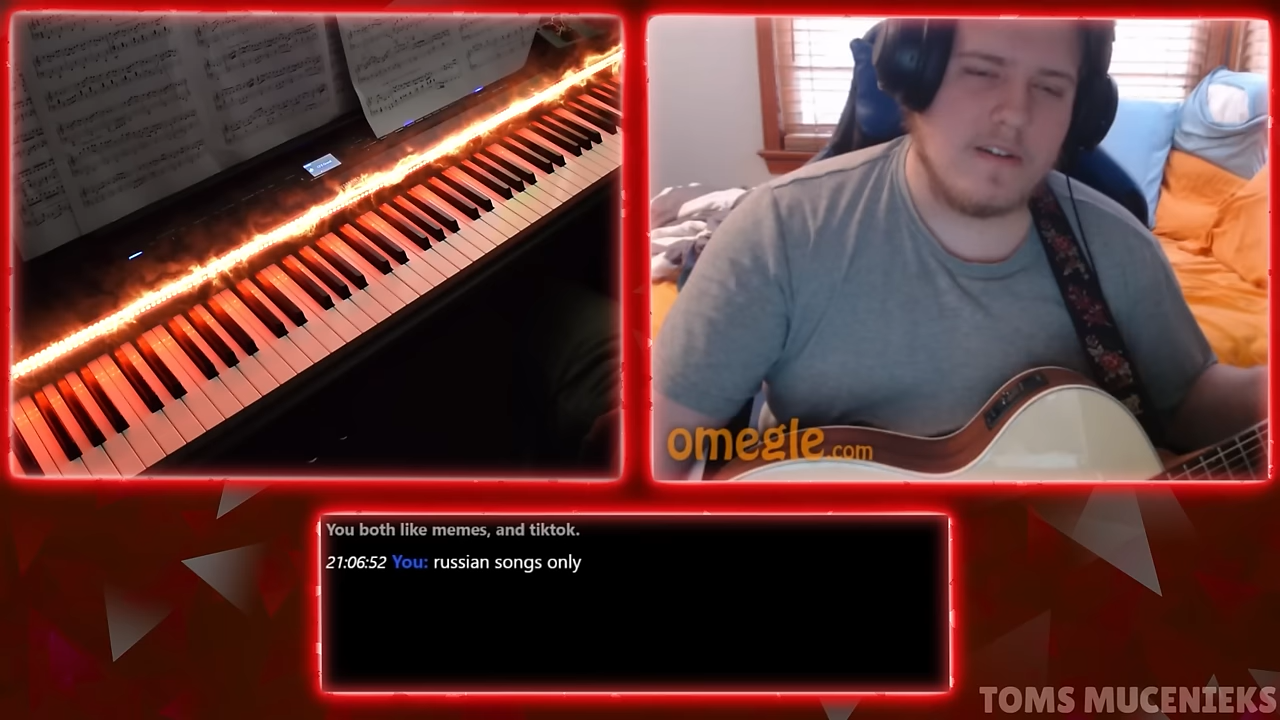 omegle.com
You both like memes, and tiktok.
21:06:52 You: russian songs only
TOMS MUCENIEKS